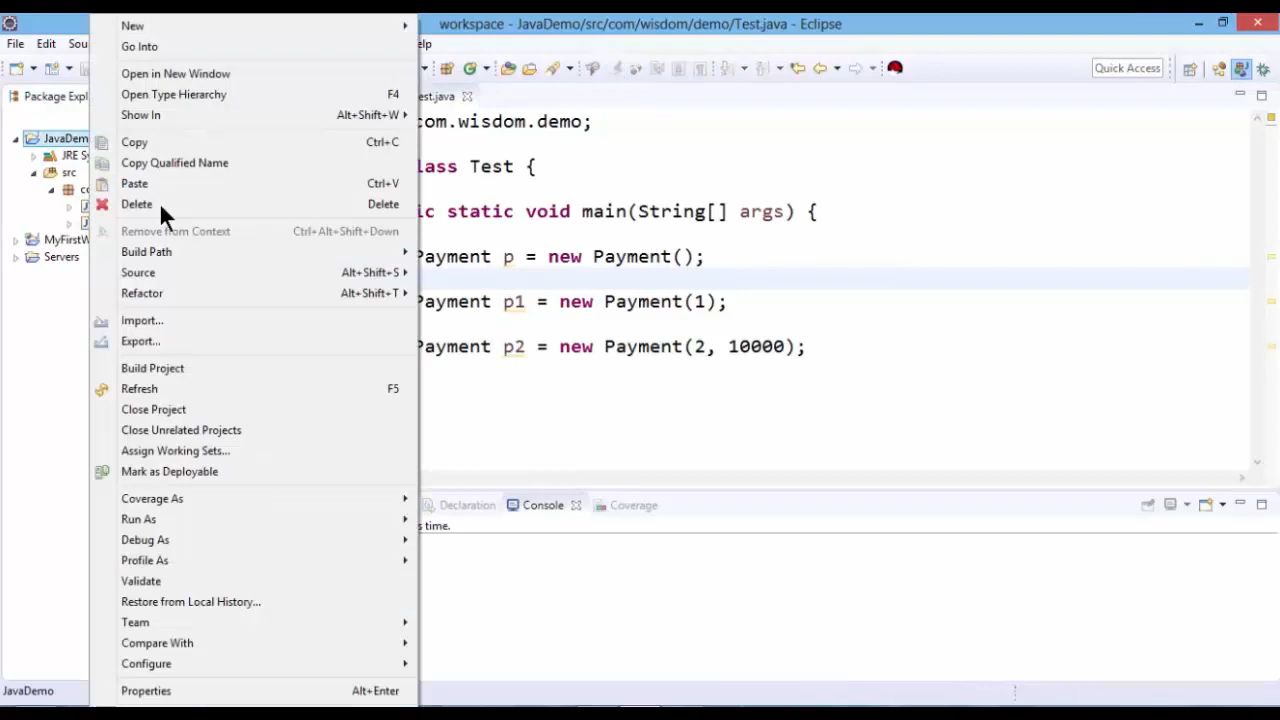 workspace - JavaDemo/src/com/wisdom/demo/Test.java - Eclipse
File Edit Sou
elp
Quick Access
Package Expl
JavaDem
JRE Sy
src
co
J
J
MyFirstW
Servers
New
Go Into
Open in New Window
Open Type Hierarchy F4
Show In Alt+Shift+W
Copy Ctrl+C
Copy Qualified Name
Paste Ctrl+V
Delete Delete
Remove from Context Ctrl+Alt+Shift+Down
Build Path
Source Alt+Shift+S
Refactor Alt+Shift+T
Import...
Export...
Build Project
Refresh F5
Close Project
Close Unrelated Projects
Assign Working Sets...
Mark as Deployable
Coverage As
Run As
Debug As
Profile As
Validate
Restore from Local History...
Team
Compare With
Configure
Properties Alt+Enter
est.java
com.wisdom.demo;
lass Test {
ic static void main(String[] args) {
Payment p = new Payment();
Payment p1 = new Payment(1);
Payment p2 = new Payment(2, 10000);
Declaration Console Coverage
s time.
JavaDemo